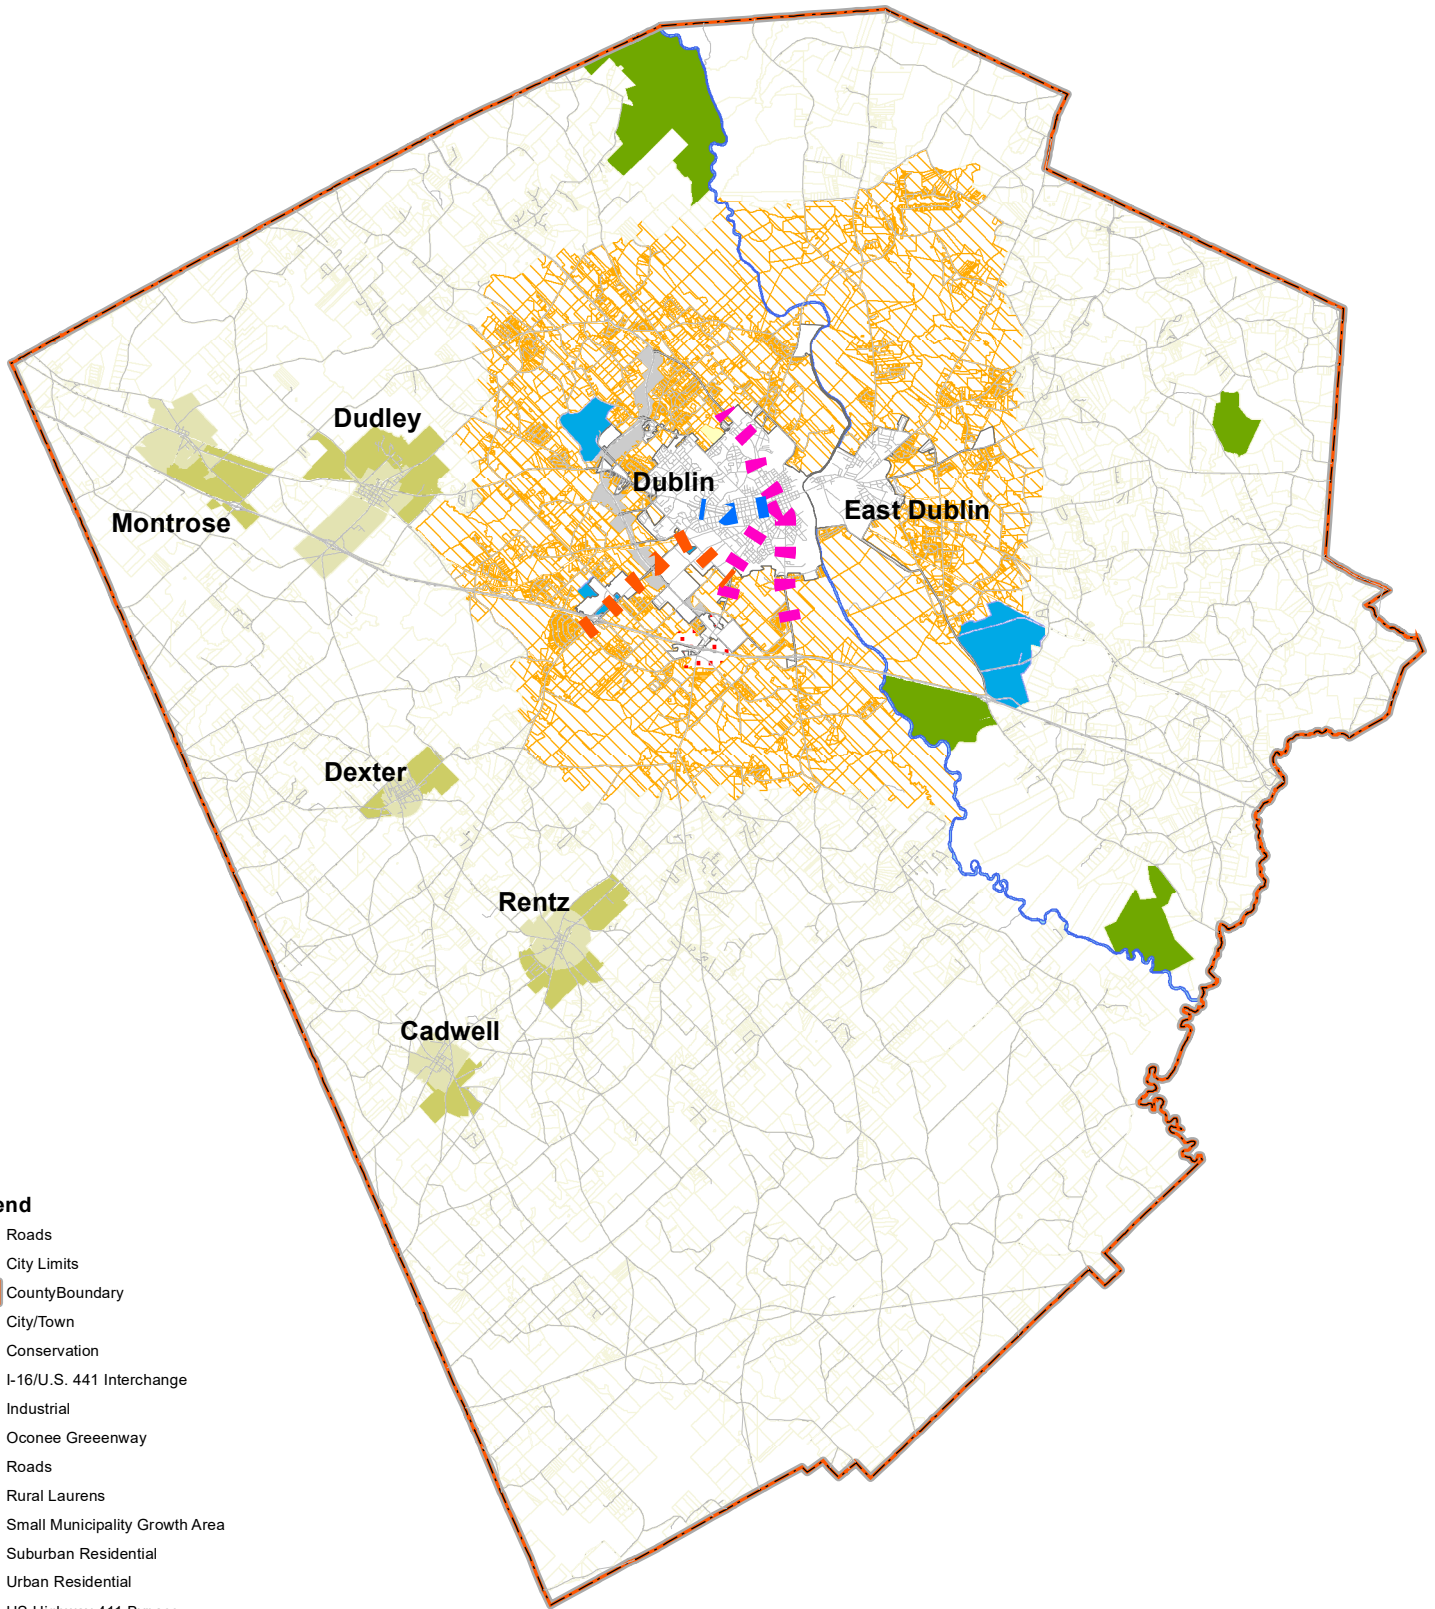 Dudley
Montrose
Dublin
East Dublin
Dexter
Rentz
Cadwell
end
Roads
City Limits
CountyBoundary
City/Town
Conservation
I-16/U.S. 441 Interchange
Industrial
Oconee Greeenway
Roads
Rural Laurens
Small Municipality Growth Area
Suburban Residential
Urban Residential